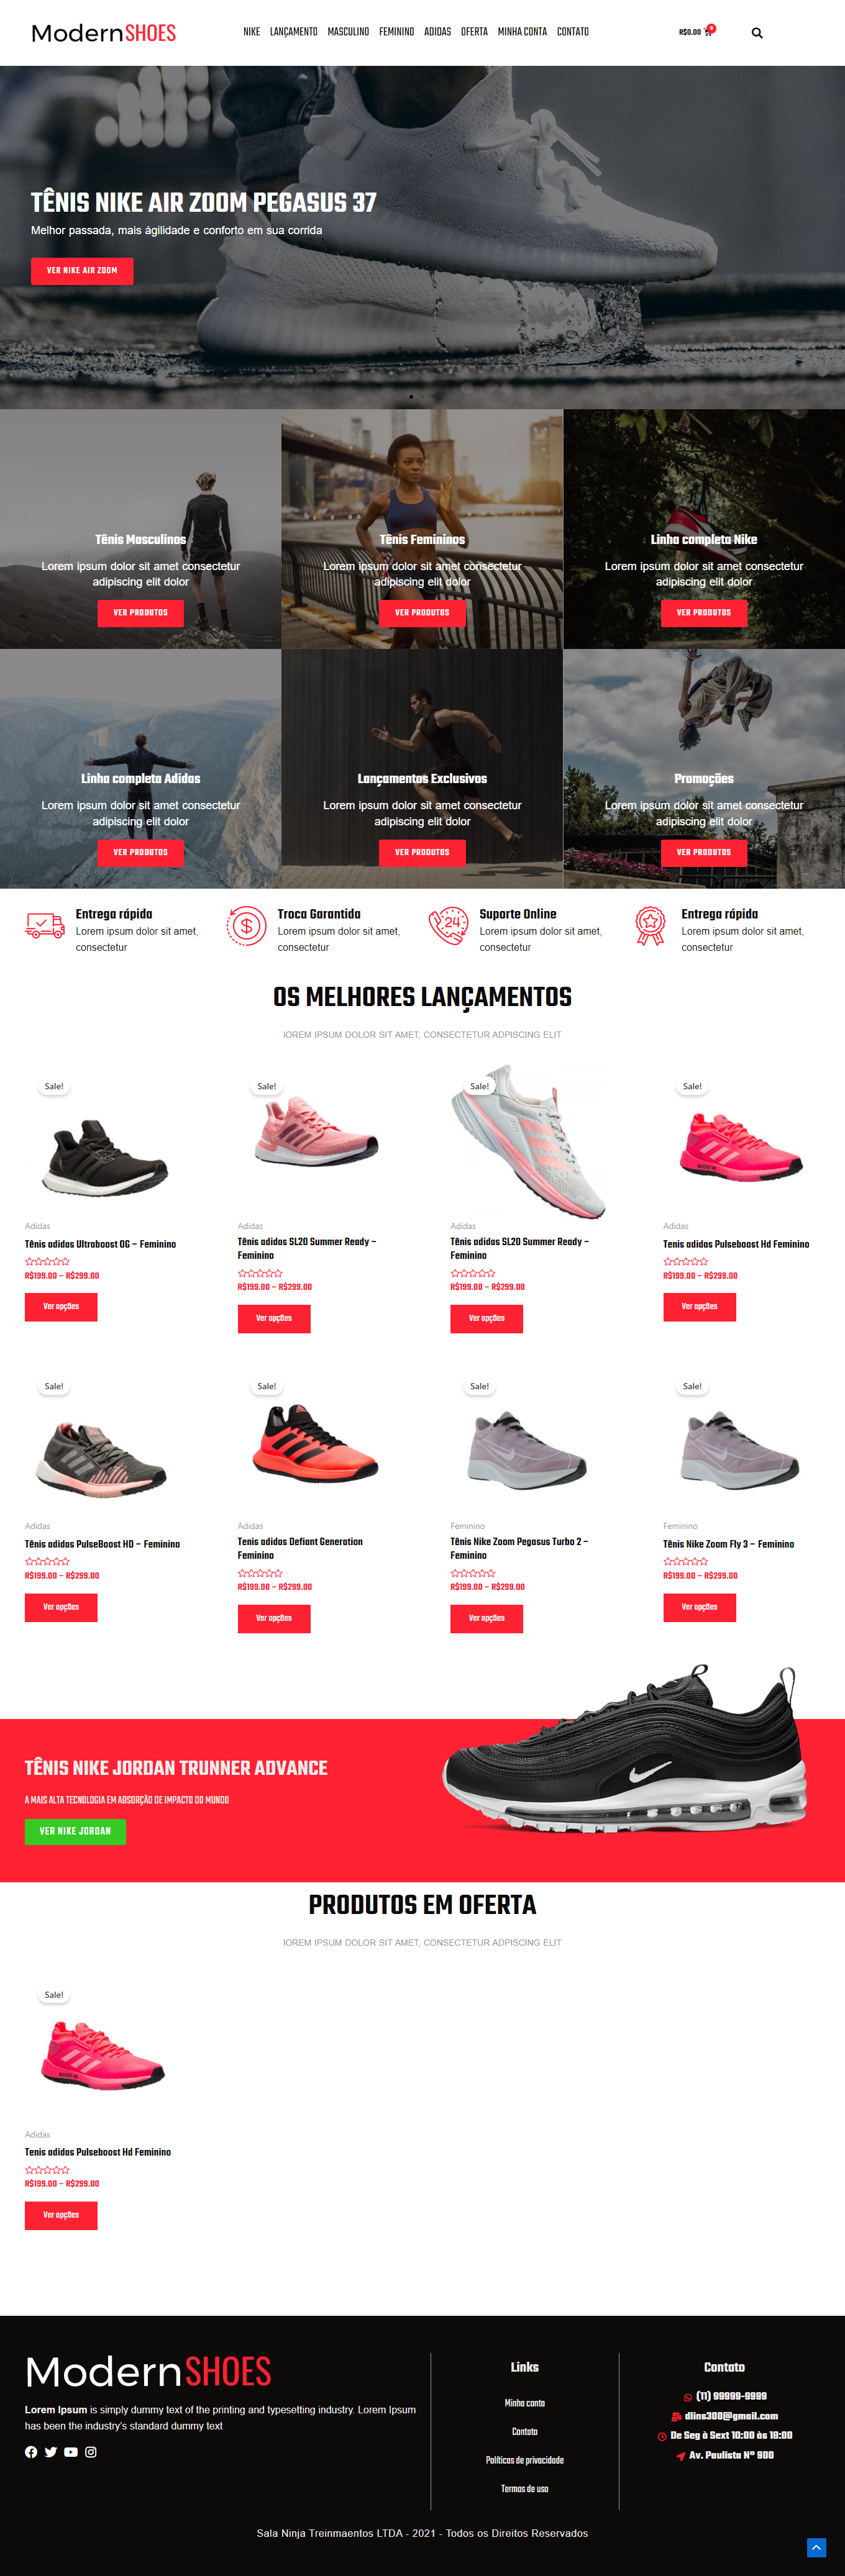 ModernSHOES
NIKE LANÇAMENTO MASCULINO FEMININO ADIDAS OFERTA MINHA CONTA CONTATO
R$0.00 0
TÊNIS NIKE AIR ZOOM PEGASUS 37
Melhor passada, mais ágilidade e conforto em sua corrida
VER NIKE AIR ZOOM
Tênis Masculinos
Lorem ipsum dolor sit amet consectetur
adipiscing elit dolor
VER PRODUTOS
Tênis Femininos
Lorem ipsum dolor sit amet consectetur
adipiscing elit dolor
VER PRODUTOS
Linha completa Nike
Lorem ipsum dolor sit amet consectetur
adipiscing elit dolor
VER PRODUTOS
Linha completa Adidas
Lorem ipsum dolor sit amet consectetur
adipiscing elit dolor
VER PRODUTOS
Lançamentos Exclusivos
Lorem ipsum dolor sit amet consectetur
adipiscing elit dolor
VER PRODUTOS
Promoções
Lorem ipsum dolor sit amet consectetur
adipiscing elit dolor
VER PRODUTOS
Entrega rápida
Lorem ipsum dolor sit amet,
consectetur
Troca Garantida
Lorem ipsum dolor sit amet,
consectetur
24
Suporte Online
Lorem ipsum dolor sit amet,
consectetur
Entrega rápida
Lorem ipsum dolor sit amet,
consectetur
OS MELHORES LANÇAMENTOS
lOREM IPSUM DOLOR SIT AMET, CONSECTETUR ADPISCING ELIT
Sale!
Adidas
Tênis adidas Ultraboost OG – Feminino
R$199.00 – R$299.00
Ver opções
Sale!
Adidas
Tênis adidas SL20 Summer Ready –
Feminino
R$199.00 – R$299.00
Ver opções
Sale!
Adidas
Tênis adidas SL20 Summer Ready –
Feminino
R$199.00 – R$299.00
Ver opções
Sale!
Adidas
Tenis adidas Pulseboost Hd Feminino
R$199.00 – R$299.00
Ver opções
Sale!
Adidas
Tênis adidas PulseBoost HD – Feminino
R$199.00 – R$299.00
Ver opções
Sale!
Adidas
Tenis adidas Defiant Generation
Feminino
R$199.00 – R$299.00
Ver opções
Sale!
Feminino
Tênis Nike Zoom Pegasus Turbo 2 –
Feminino
R$199.00 – R$299.00
Ver opções
Sale!
Feminino
Tênis Nike Zoom Fly 3 – Feminino
R$199.00 – R$299.00
Ver opções
TÊNIS NIKE JORDAN TRUNNER ADVANCE
A MAIS ALTA TECNOLOGIA EM ABSORÇÃO DE IMPACTO DO MUNDO
VER NIKE JORDAN
PRODUTOS EM OFERTA
lOREM IPSUM DOLOR SIT AMET, CONSECTETUR ADPISCING ELIT
Sale!
Adidas
Tenis adidas Pulseboost Hd Feminino
R$199.00 – R$299.00
Ver opções
ModernSHOES
Lorem Ipsum is simply dummy text of the printing and typesetting industry. Lorem Ipsum
has been the industry's standard dummy text
Links
Minha conta
Contato
Políticas de privacidade
Termos de uso
Contato
(11) 99999-9999
dlins300@gmail.com
De Seg à Sext 10:00 às 18:00
Av. Paulista Nº 900
Sala Ninja Treinmaentos LTDA - 2021 - Todos os Direitos Reservados